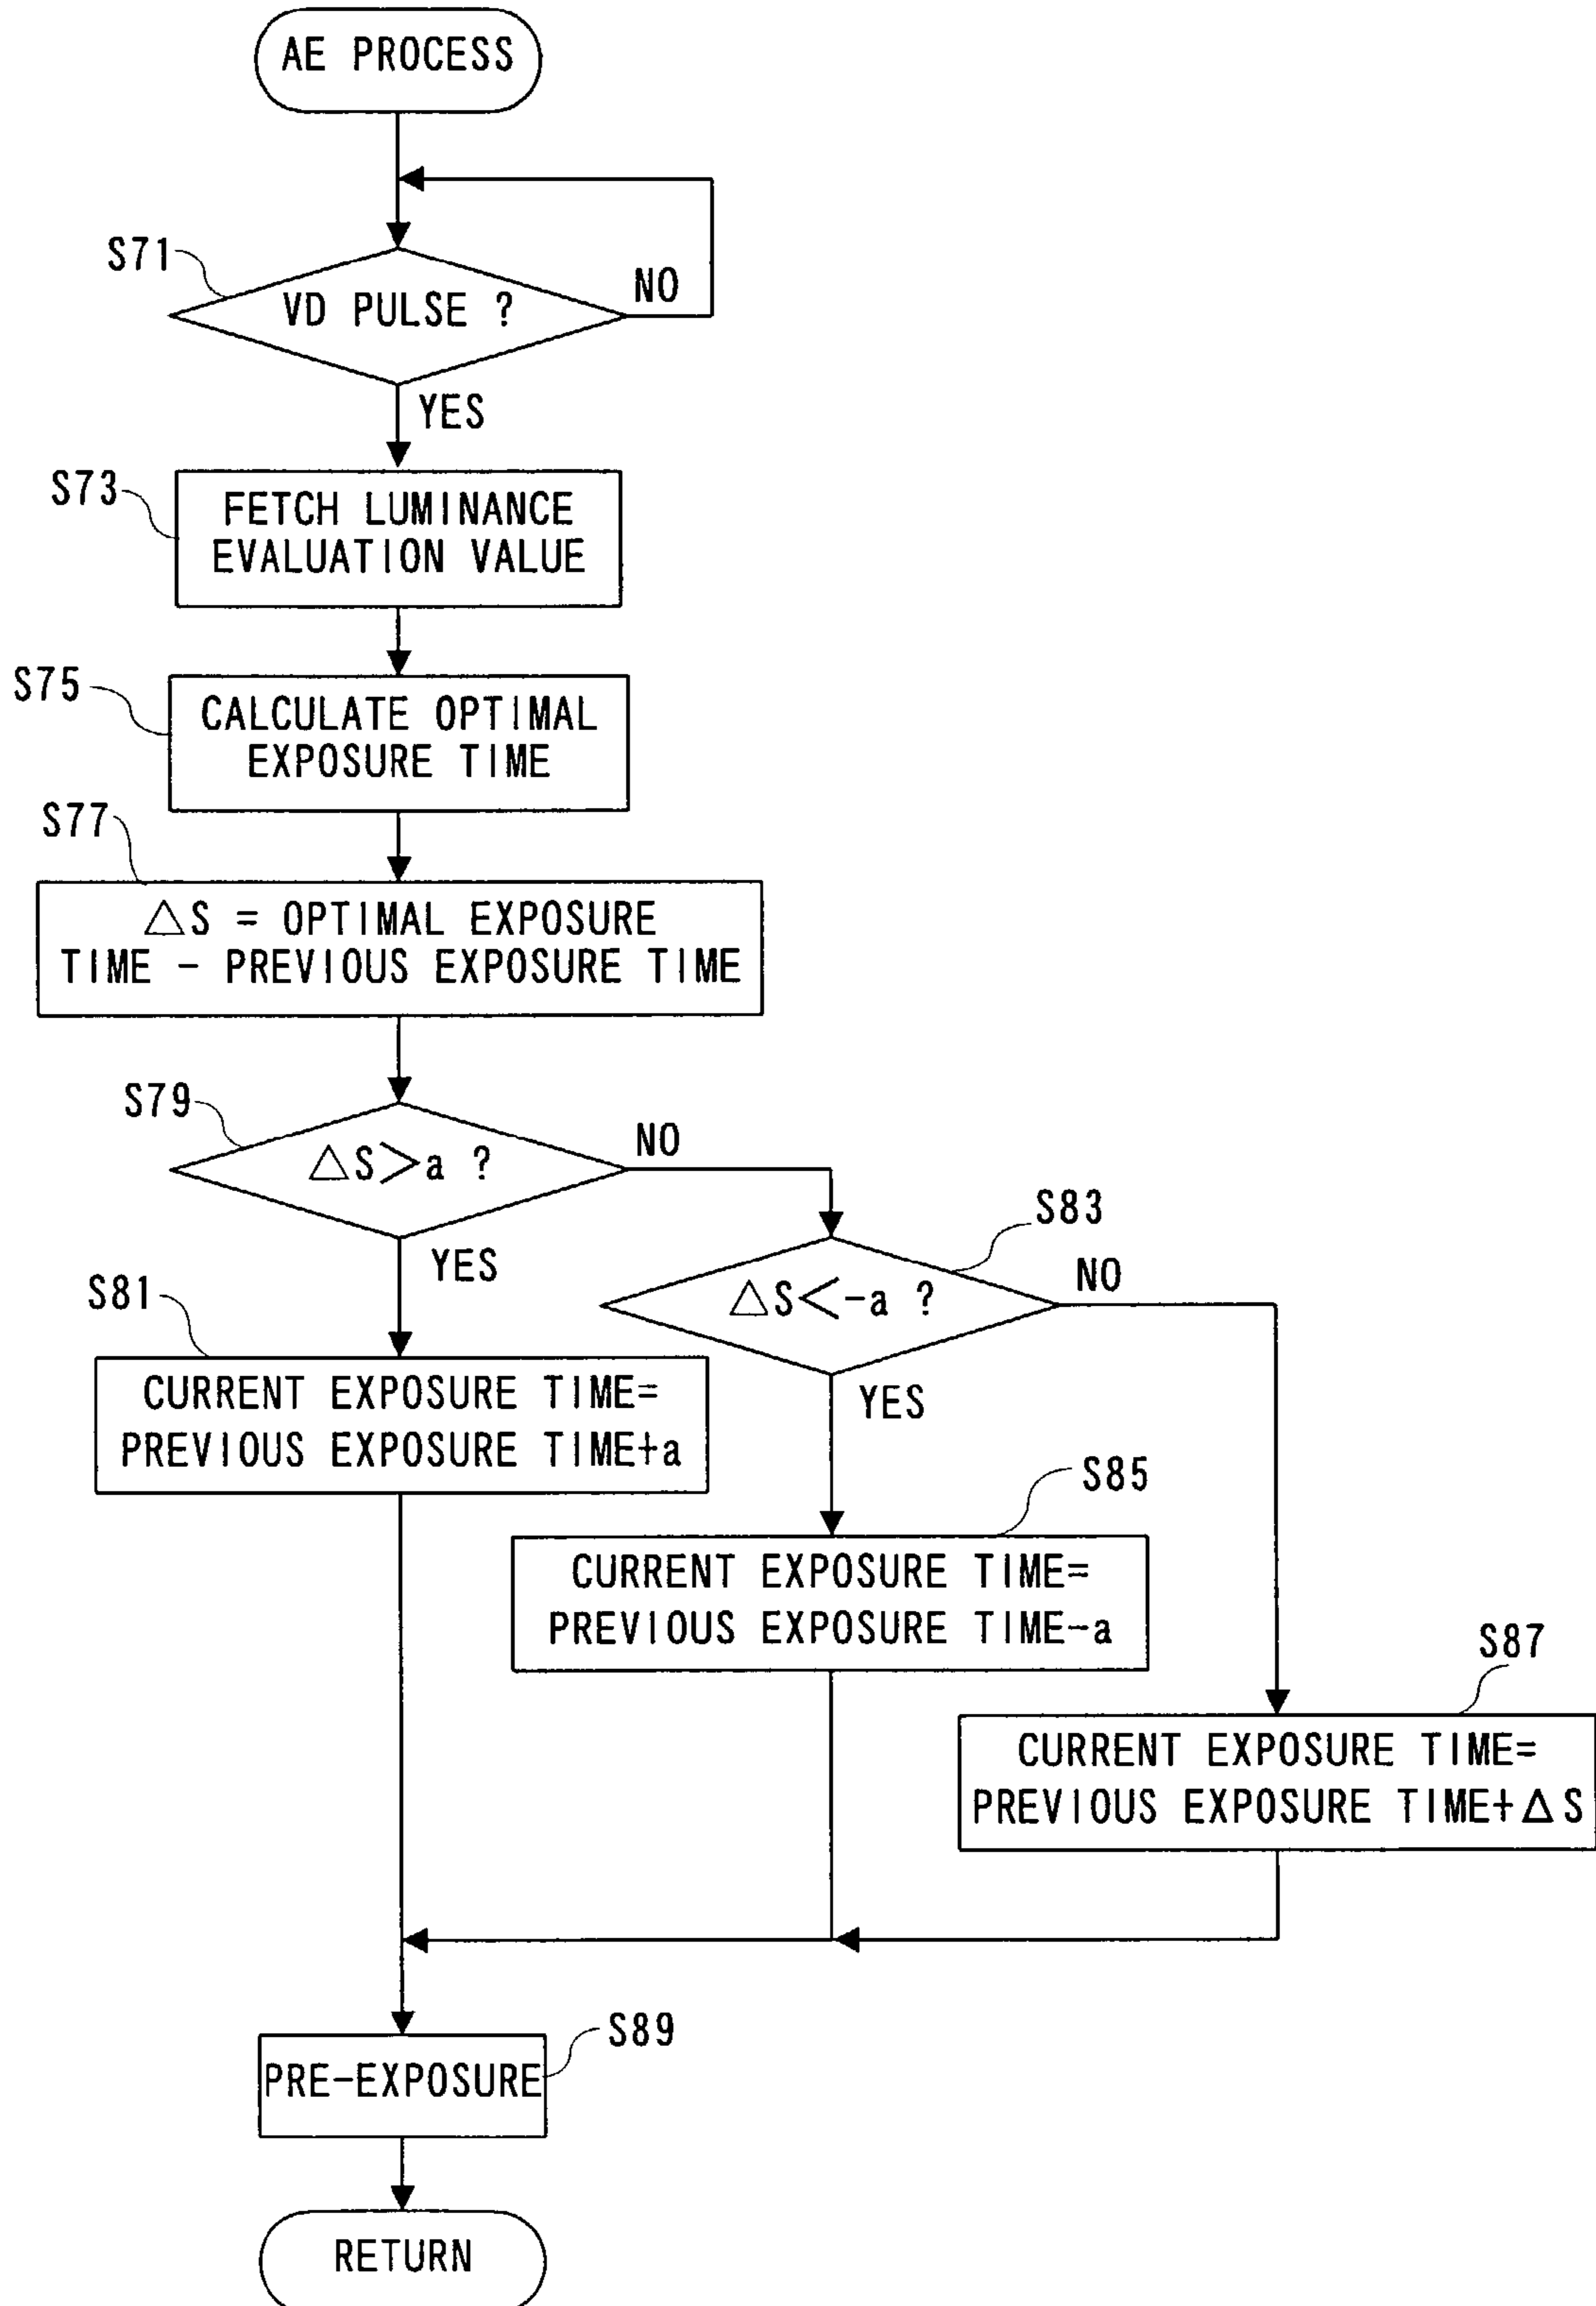 AE PROCESS
S71
VD PULSE ?
NO
YES
S73
FETCH LUMINANCE
EVALUATION VALUE
S75
CALCULATE OPTIMAL
EXPOSURE TIME
S77
△S = OPTIMAL EXPOSURE
TIME - PREVIOUS EXPOSURE TIME
S79
△S>a ?
NO
YES
S83
△S<-a ?
NO
YES
S81
CURRENT EXPOSURE TIME=
PREVIOUS EXPOSURE TIME+a
S85
CURRENT EXPOSURE TIME=
PREVIOUS EXPOSURE TIME-a
S87
CURRENT EXPOSURE TIME=
PREVIOUS EXPOSURE TIME+△S
S89
PRE-EXPOSURE
RETURN